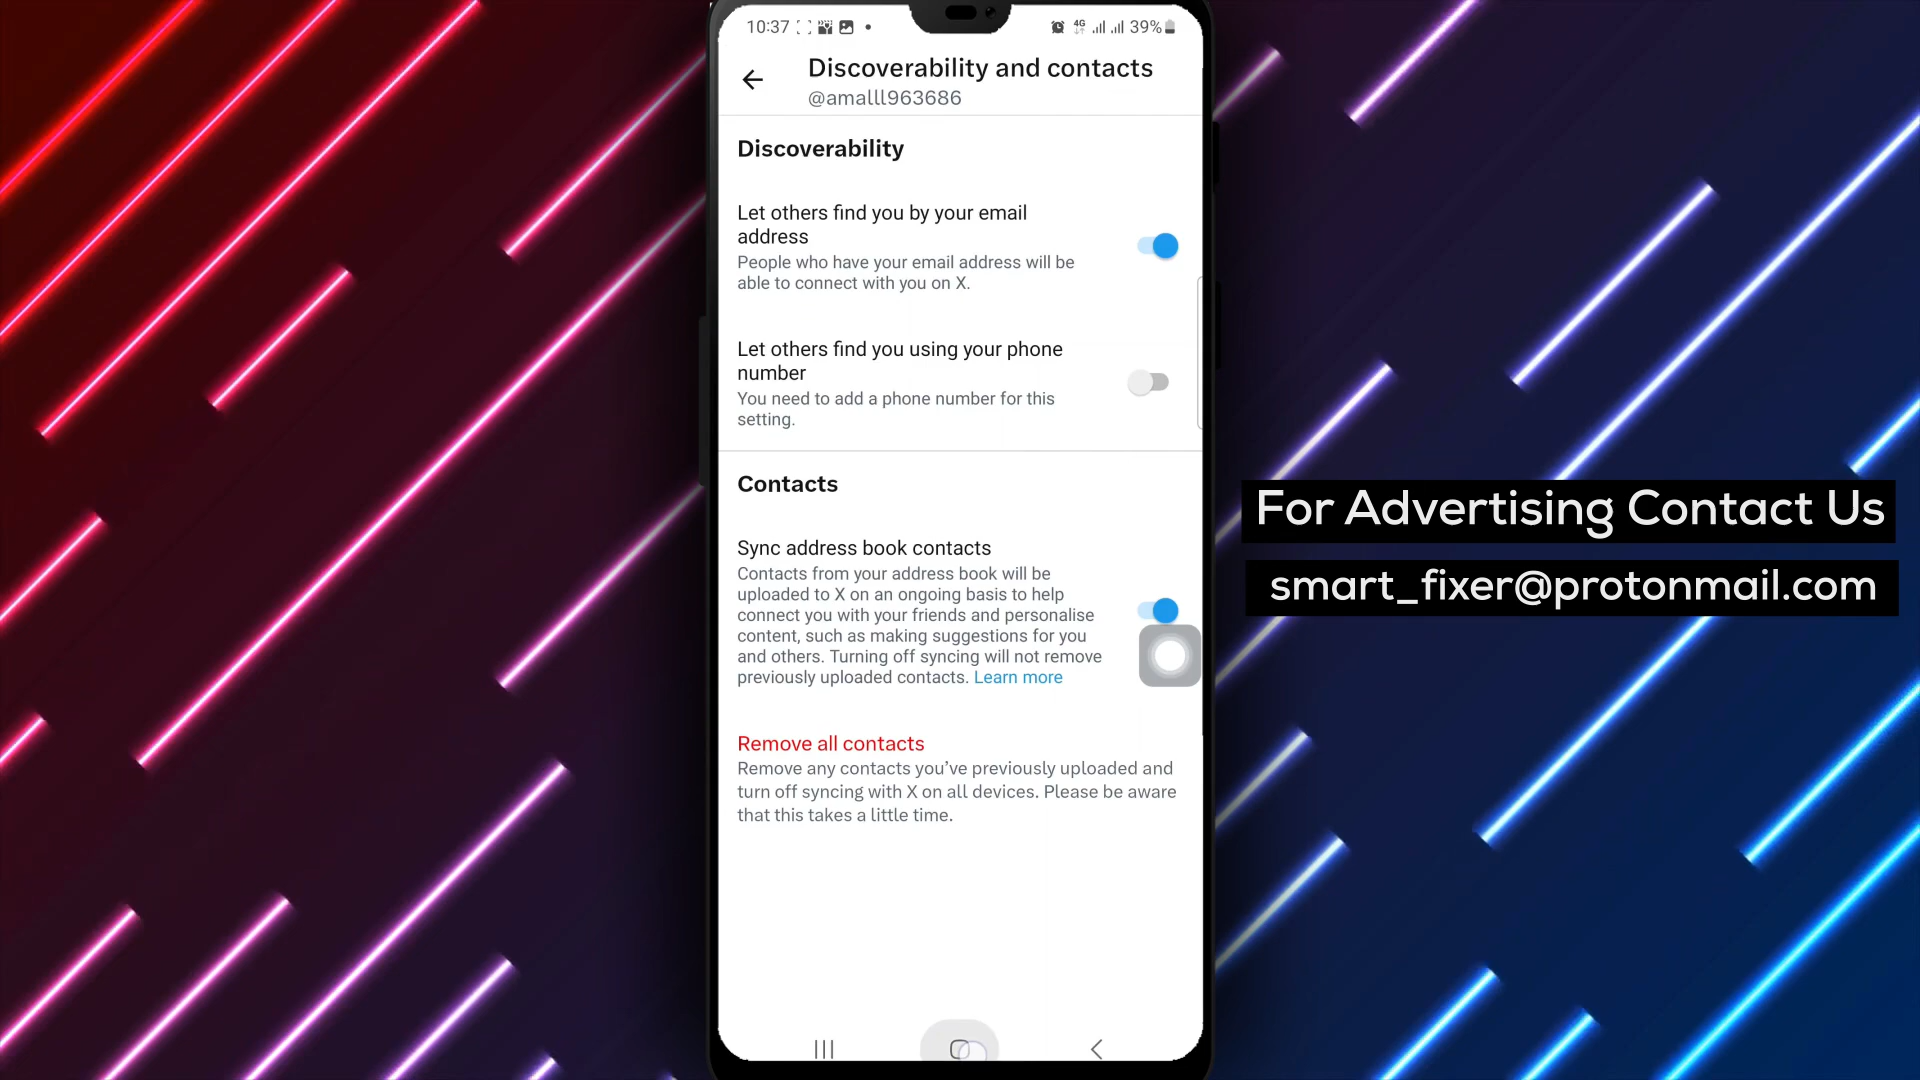 10:37
4G 39%
Discoverability and contacts
@amalll963686
Discoverability
Let others find you by your email
address
People who have your email address will be
able to connect with you on X.
Let others find you using your phone
number
You need to add a phone number for this
setting.
Contacts
Sync address book contacts
Contacts from your address book will be
uploaded to X on an ongoing basis to help
connect you with your friends and personalise
content, such as making suggestions for you
and others. Turning off syncing will not remove
previously uploaded contacts. Learn more
Remove all contacts
Remove any contacts you’ve previously uploaded and
turn off syncing with X on all devices. Please be aware
that this takes a little time.
For Advertising Contact Us
smart_fixer@protonmail.com